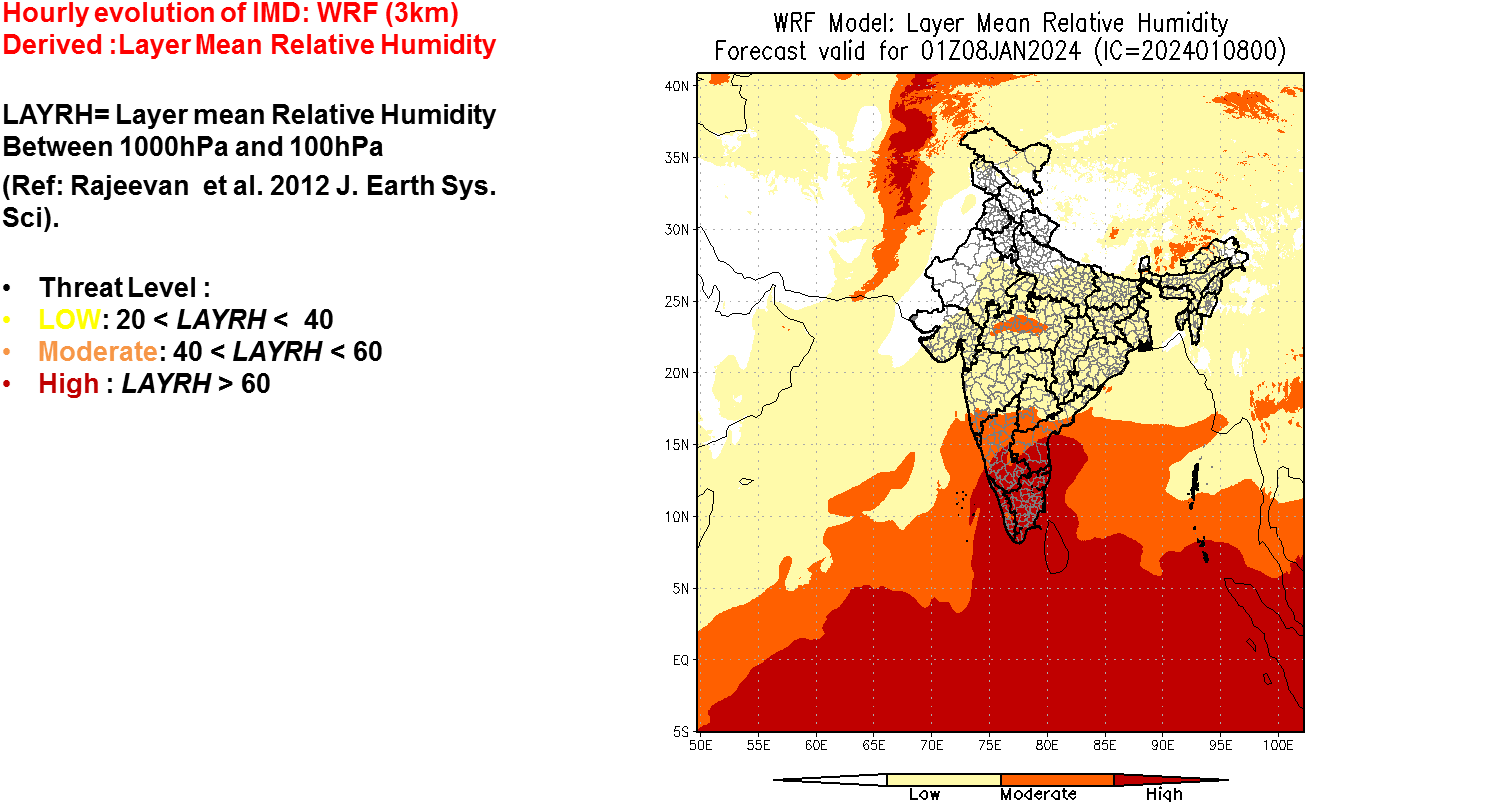 Hourly evolution of IMD: WRF (3km)
Derived :Layer Mean Relative Humidity
LAYRH= Layer mean Relative Humidity
Between 1000hPa and 100hPa
(Ref: Rajeevan et al. 2012 J. Earth Sys.
Sci).
• Threat Level :
• LOW: 20 < LAYRH < 40
• Moderate: 40 < LAYRH < 60
• High : LAYRH > 60
WRF Model: Layer Mean Relative Humidity
Forecast valid for 01Z08JAN2024 (IC=2024010800)
40N
35N
30N
25N
20N
15N
10N
5N
EQ
5S
50E 55E 60E 65E 70E 75E 80E 85E 90E 95E 100E
Low Moderate High